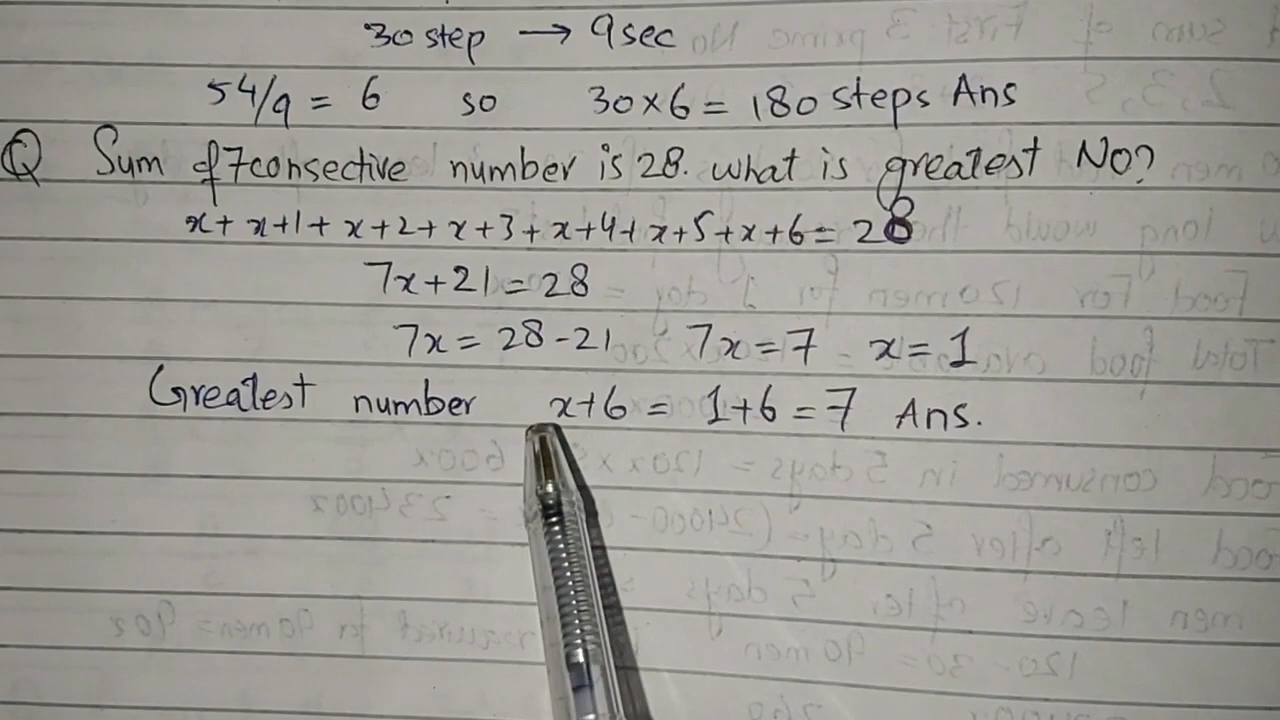 30 step → 9sec
54/9 = 6 so 30×6 = 180 steps Ans
Q Sum of 7consective number is 28. what is greatest No?
x+ x+1+ x+2+ x+3+ x+4+ x+5+x+6= 28
7x+21=28
7x= 28-21 7x=7 x=1
Greatest number x+6 = 1+6 = 7 Ans.